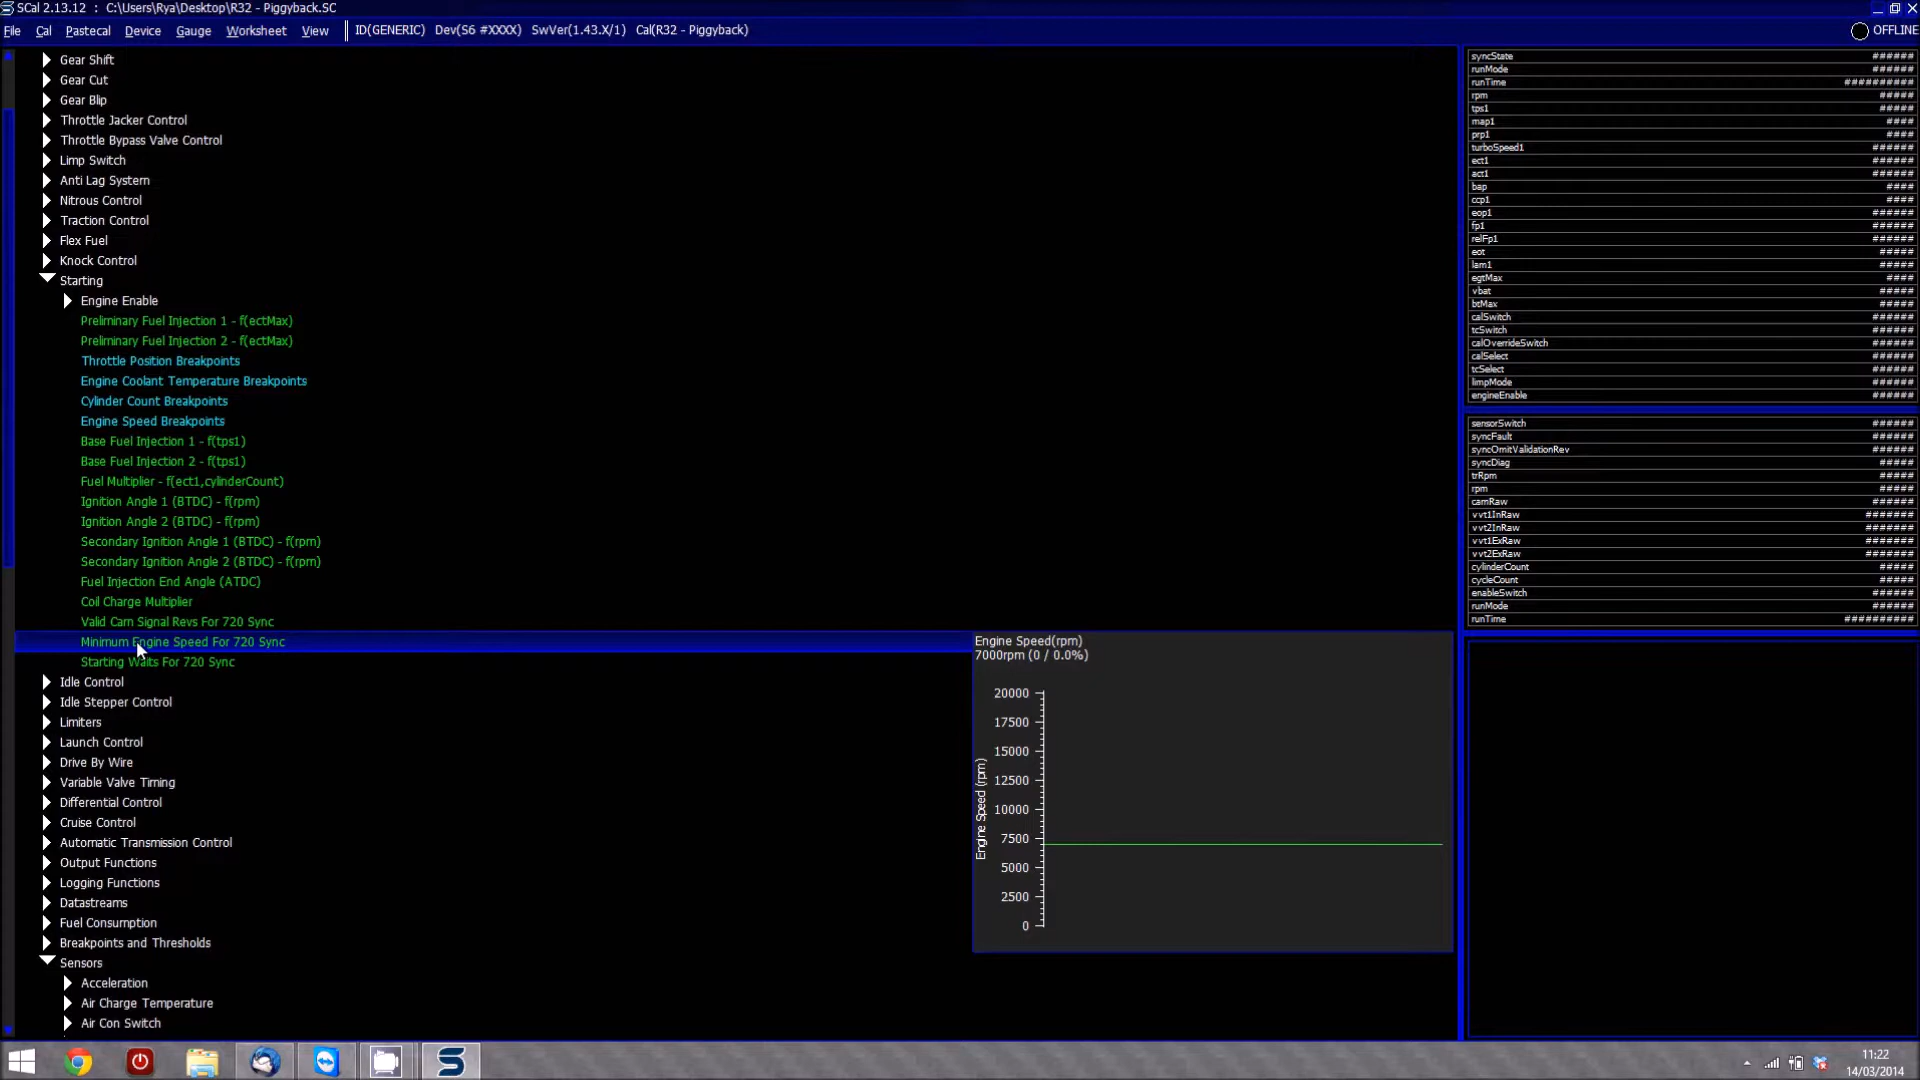 SCal 2.13.12 : C:\Users\Rya\Desktop\R32 - Piggyback.SC
File Cal Pastecal Device Gauge Worksheet View ID(GENERIC) Dev(S6 #XXXX) SwVer(1.43.X/1) Cal(R32 - Piggyback) OFFLINE
Gear Shift
Gear Cut
Gear Blip
Throttle Jacker Control
Throttle Bypass Valve Control
Limp Switch
Anti Lag System
Nitrous Control
Traction Control
Flex Fuel
Knock Control
Starting
Engine Enable
Preliminary Fuel Injection 1 - f(ectMax)
Preliminary Fuel Injection 2 - f(ectMax)
Throttle Position Breakpoints
Engine Coolant Temperature Breakpoints
Cylinder Count Breakpoints
Engine Speed Breakpoints
Base Fuel Injection 1 - f(tps1)
Base Fuel Injection 2 - f(tps1)
Fuel Multiplier - f(ect1,cylinderCount)
Ignition Angle 1 (BTDC) - f(rpm)
Ignition Angle 2 (BTDC) - f(rpm)
Secondary Ignition Angle 1 (BTDC) - f(rpm)
Secondary Ignition Angle 2 (BTDC) - f(rpm)
Fuel Injection End Angle (ATDC)
Coil Charge Multiplier
Valid Cam Signal Revs For 720 Sync
Minimum Engine Speed For 720 Sync
Starting Waits For 720 Sync
Idle Control
Idle Stepper Control
Limiters
Launch Control
Drive By Wire
Variable Valve Timing
Differential Control
Cruise Control
Automatic Transmission Control
Output Functions
Logging Functions
Datastreams
Fuel Consumption
Breakpoints and Thresholds
Sensors
Acceleration
Air Charge Temperature
Air Con Switch
Engine Speed(rpm)
7000rpm (0 / 0.0%)
Engine Speed (rpm)
20000
17500
15000
12500
10000
7500
5000
2500
0
syncState ######
runMode ######
runTime ##########
rpm #####
tps1 #####
map1 ####
prp1 ####
turboSpeed1 ######
ect1 #####
act1 #####
bap ####
ccp1 ####
eop1 ######
fp1 ######
relFp1 ######
eot #####
lam1 #####
egtMax #####
vbat #####
btMax #####
calSwitch ######
tcSwitch ######
calOverrideSwitch ######
calSelect ######
tcSelect ######
limpMode ######
engineEnable ######
sensorSwitch ######
syncFault ######
syncOmitValidationRev ######
syncDiag ######
trRpm #####
rpm #####
camRaw ######
vvt1InRaw #######
vvt2InRaw #######
vvt1ExRaw #######
vvt2ExRaw #######
cylinderCount #####
cycleCount #####
enableSwitch ######
runMode ######
runTime ##########
11:22
14/03/2014